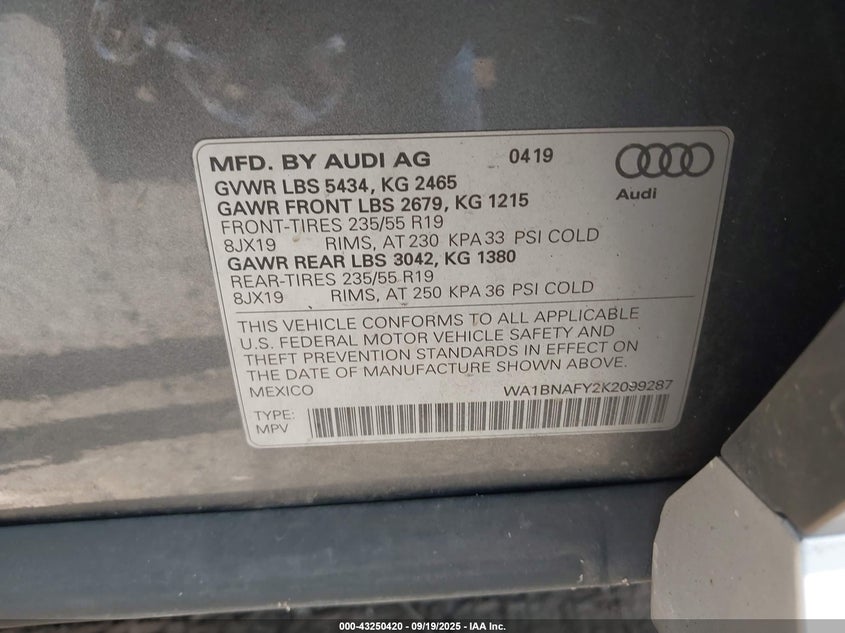 MFD. BY AUDI AG 0419
Audi
GVWR LBS 5434, KG 2465
GAWR FRONT LBS 2679, KG 1215
FRONT-TIRES 235/55 R19
8JX19 RIMS, AT 230 KPA 33 PSI COLD
GAWR REAR LBS 3042, KG 1380
REAR-TIRES 235/55 R19
8JX19 RIMS, AT 250 KPA 36 PSI COLD
THIS VEHICLE CONFORMS TO ALL APPLICABLE
U.S. FEDERAL MOTOR VEHICLE SAFETY AND
THEFT PREVENTION STANDARDS IN EFFECT ON
THE DATE OF MANUFACTURE SHOWN ABOVE.
MEXICO WA1BNAFY2K2099287
TYPE:
MPV
000-43250420 - 09/19/2025 - IAA Inc.